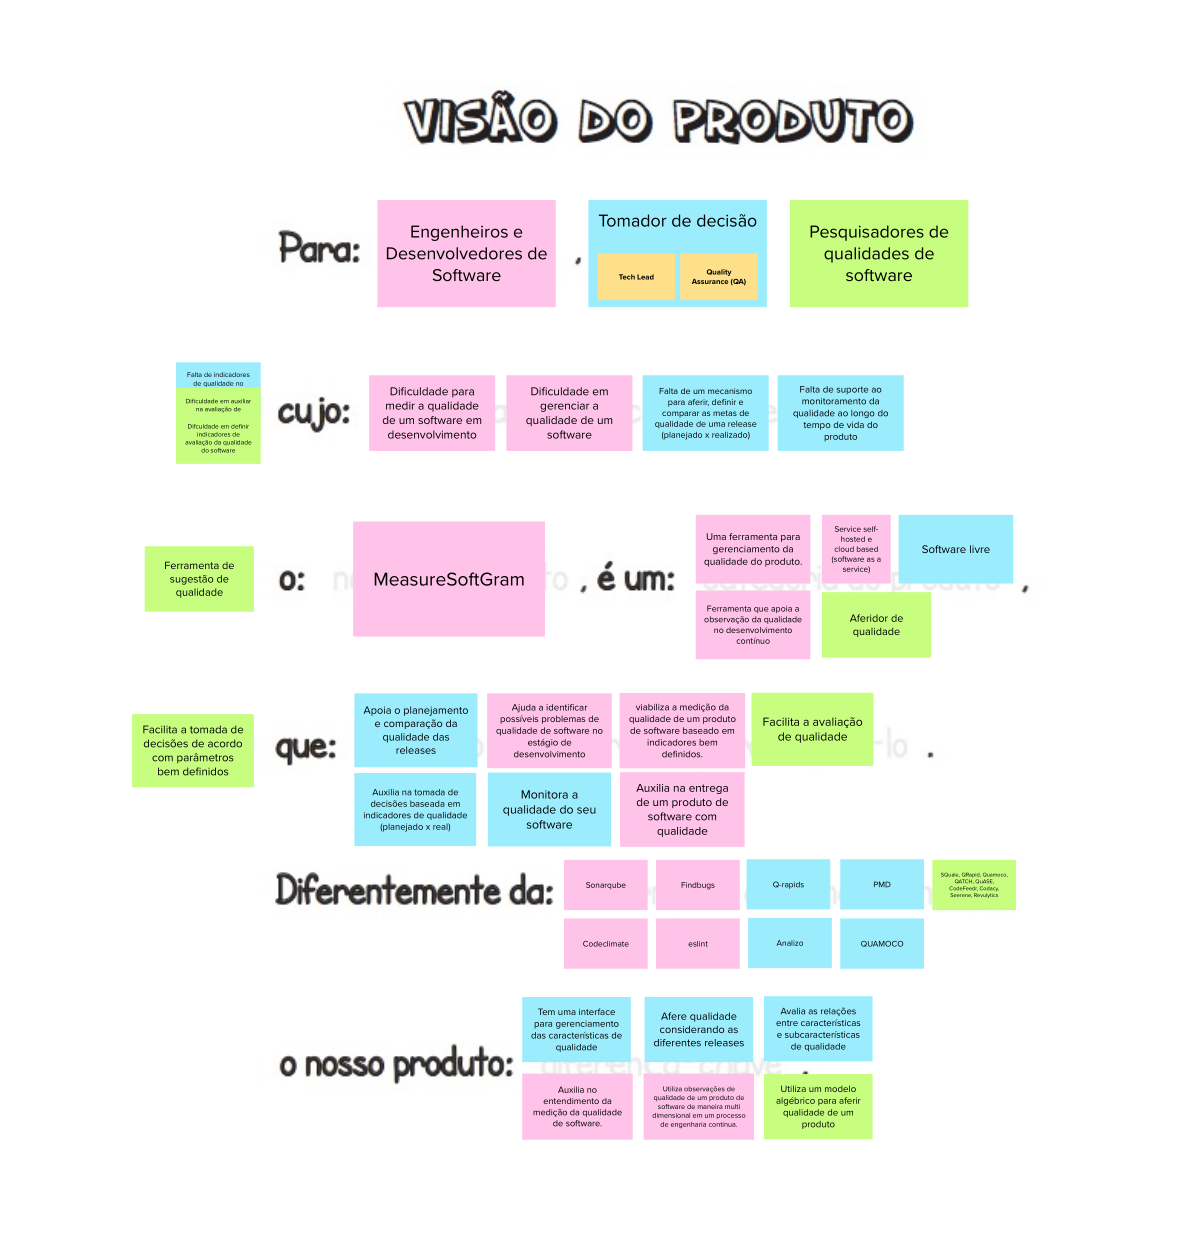 VISÃO DO PRODUTO
Para:
Engenheiros e
Desenvolvedores de
Software
,
Tomador de decisão
Tech Lead
Quality
Assurance (QA)
Pesquisadores de
qualidades de
software
Falta de indicadores
de qualidade no
Dificuldade em auxiliar
na avaliação de
Difculdade em definir
indicadores de
avaliação da qualidade
do software
cujo:
Dificuldade para
medir a qualidade
de um software em
desenvolvimento
Dificuldade em
gerenciar a
qualidade de um
software
Falta de um mecanismo
para aferir, definir e
comparar as metas de
qualidade de uma release
(planejado x realizado)
Falta de suporte ao
monitoramento da
qualidade ao longo do
tempo de vida do
produto
Ferramenta de
sugestão de
qualidade
o:
MeasureSoftGram
, é um:
Uma ferramenta para
gerenciamento da
qualidade do produto.
Service self-
hosted e
cloud based
(software as a
service)
Software livre
,
Ferramenta que apoia a
observação da qualidade
no desenvolvimento
contínuo
Aferidor de
qualidade
Facilita a tomada de
decisões de acordo
com parâmetros
bem definidos
que:
Apoia o planejamento
e comparação da
qualidade das
releases
Ajuda a identificar
possíveis problemas de
qualidade de software no
estágio de
desenvolvimento
viabiliza a medição da
qualidade de um produto
de software baseado em
indicadores bem
definidos.
Facilita a avaliação
de qualidade
-lo .
Auxilia na tomada de
decisões baseada em
indicadores de qualidade
(planejado x real)
Monitora a
qualidade do seu
software
Auxilia na entrega
de um produto de
software com
qualidade
Diferentemente da:
Sonarqube
Findbugs
Q-rapids
PMD
SQuale, QRapid, Quamoco,
QATCH, QuASE,
CodeFeedr, Codacy,
Seerene, Revulytics
Codeclimate
eslint
Analizo
QUAMOCO
o nosso produto:
Tem uma interface
para gerenciamento
das características de
qualidade
Afere qualidade
considerando as
diferentes releases
Avalia as relações
entre características
e subcaracterísticas
de qualidade
diferença chave .
Auxilia no
entendimento da
medição da qualidade
de software.
Utiliza observações de
qualidade de um produto de
software de maneira multi
dimensional em um processo
de engenharia contínua.
Utiliza um modelo
algébrico para aferir
qualidade de um
produto